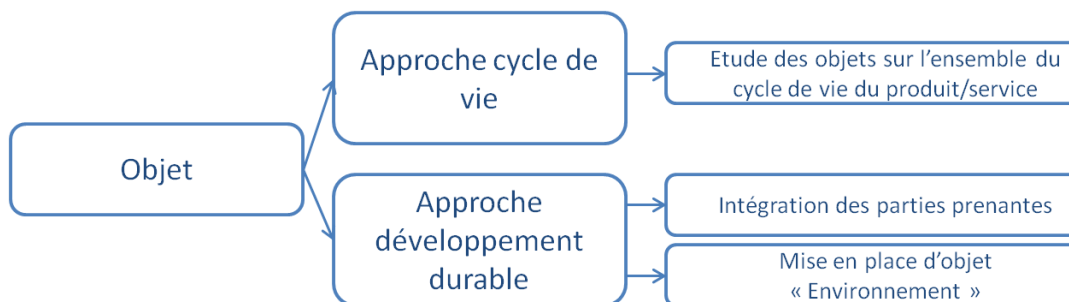 Objet
Approche cycle de
vie
Etude des objets sur l’ensemble du
cycle de vie du produit/service
Approche
développement
durable
Intégration des parties prenantes
Mise en place d’objet
« Environnement »